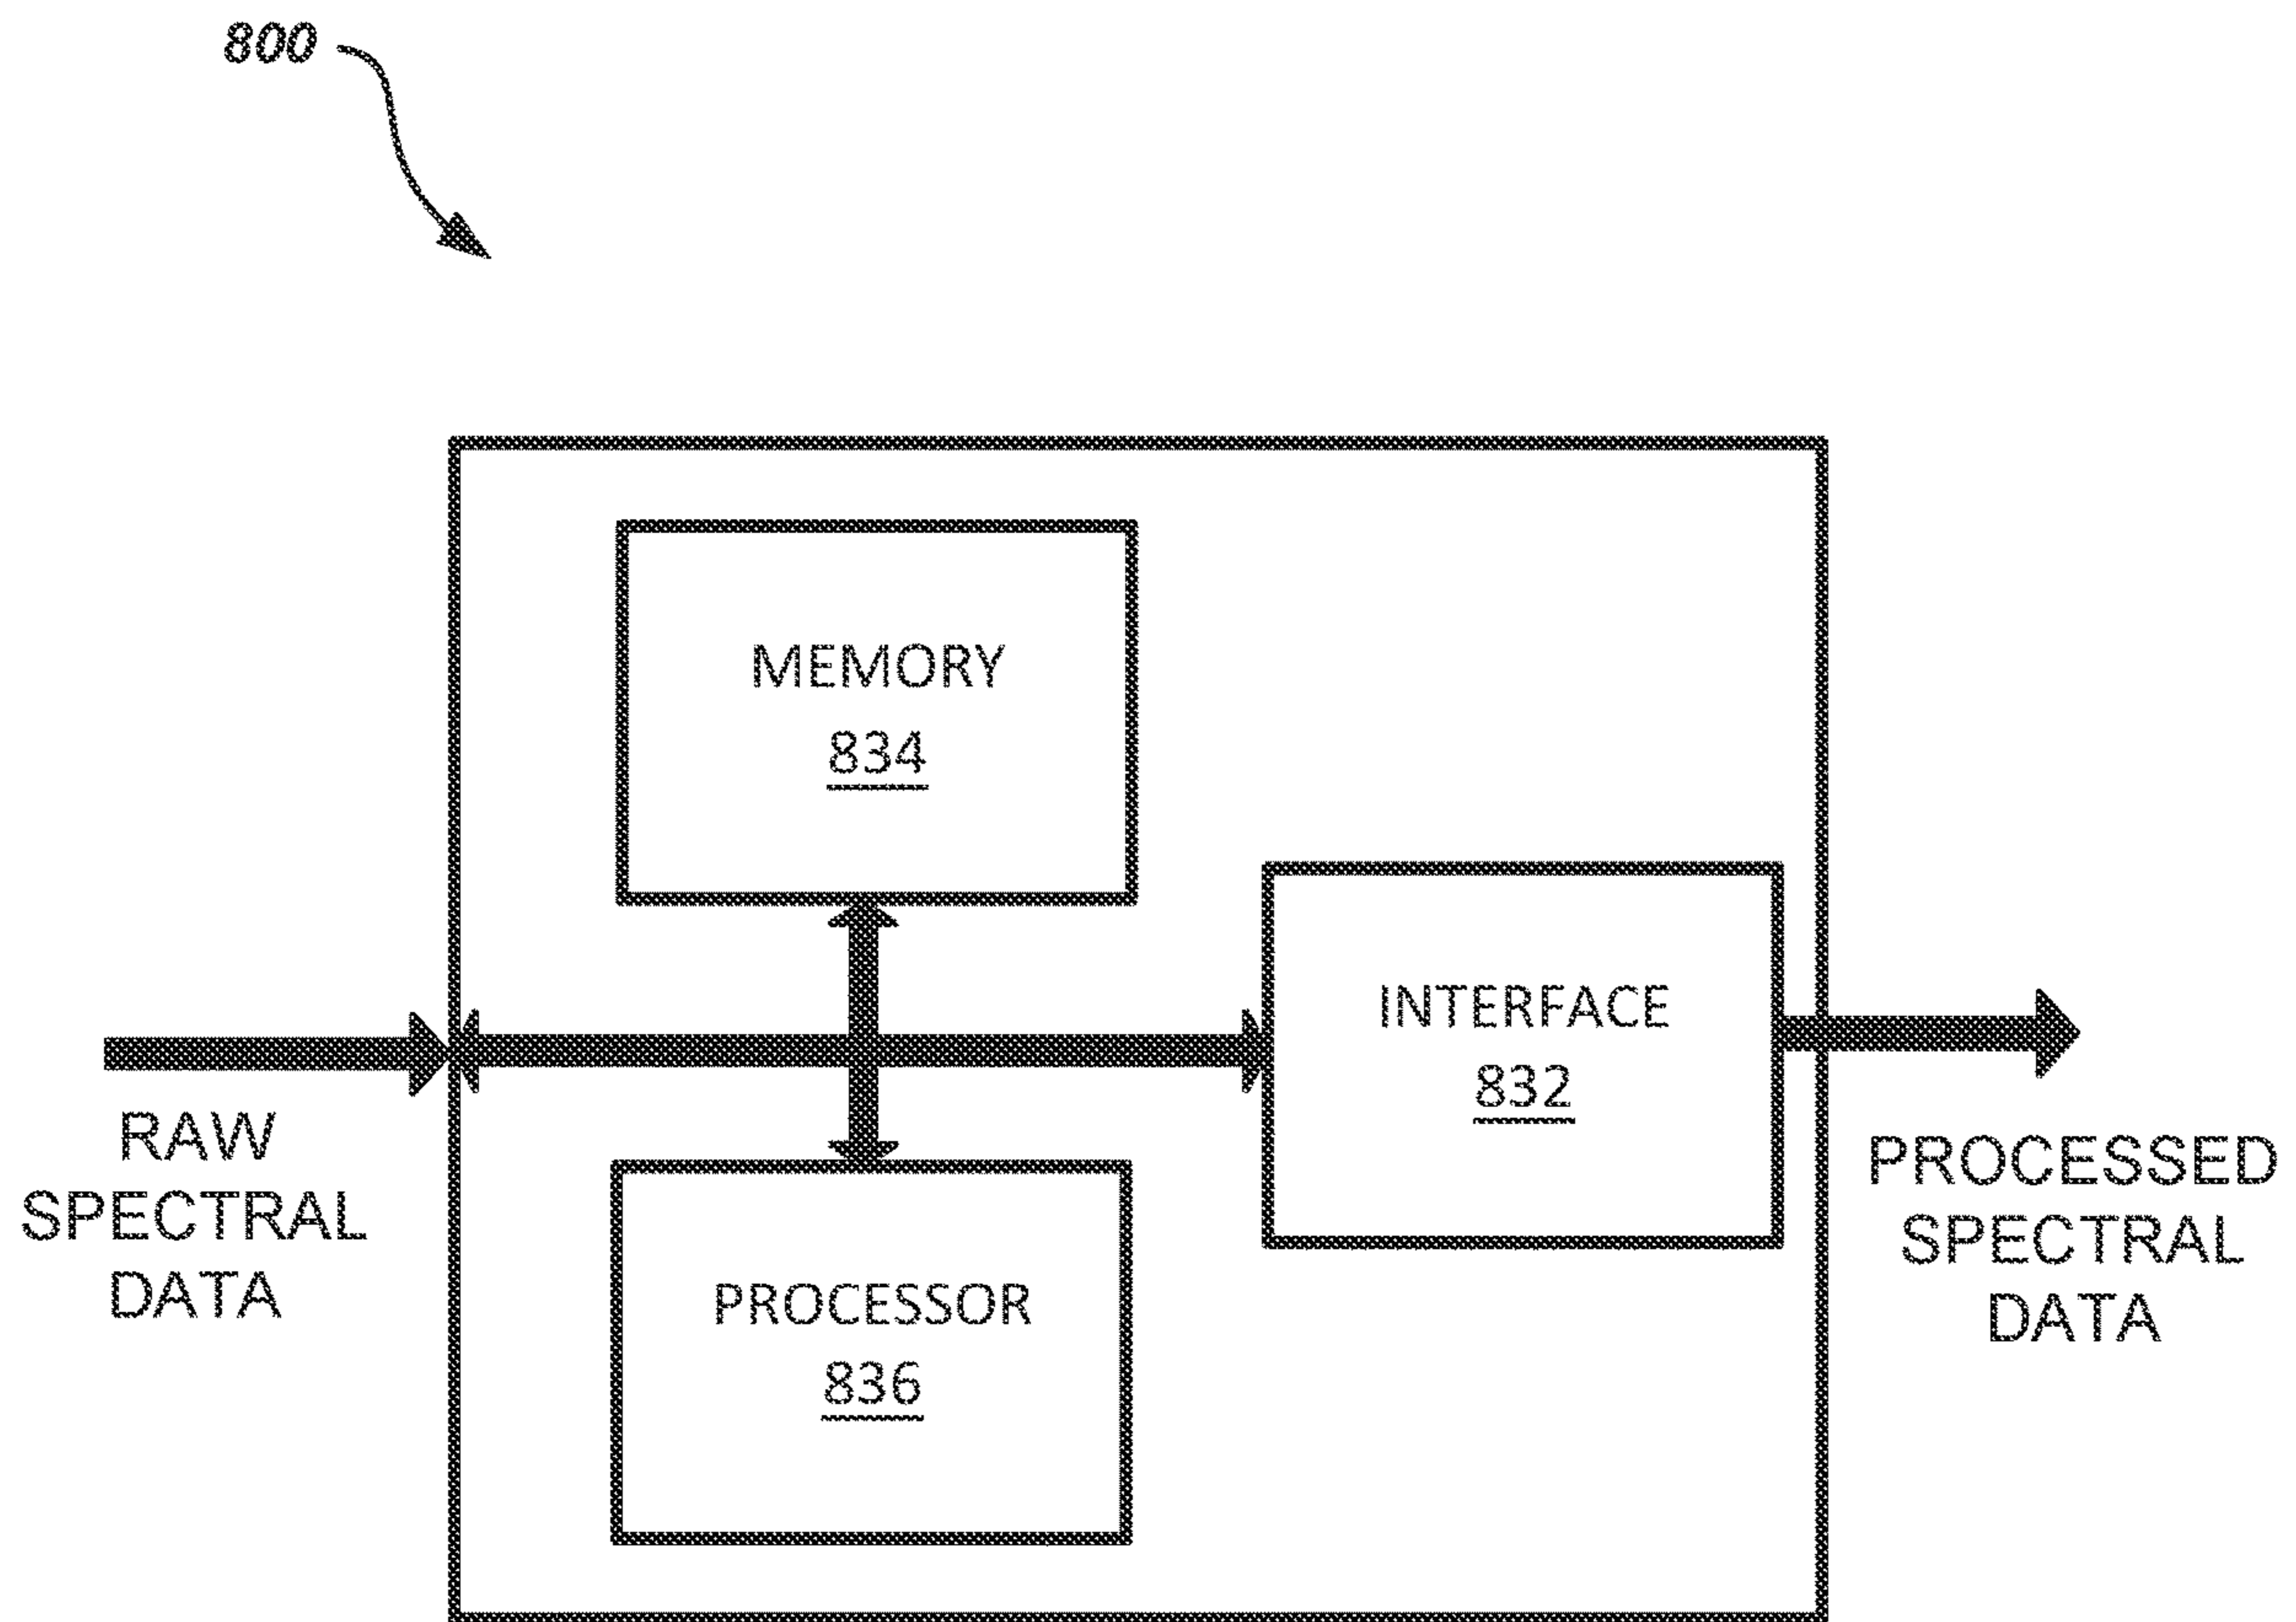 800
MEMORY
834
INTERFACE
832
RAW
SPECTRAL
DATA
PROCESSOR
836
PROCESSED
SPECTRAL
DATA